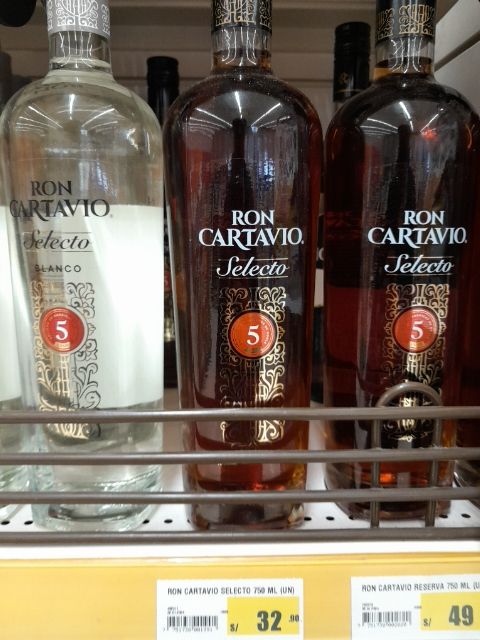 RON
CARTAVIO
Selecto
BLANCO
5
RON
CARTAVIO
Selecto
5
RON
CARTAVIO
Selecto
5
RON CARTAVIO SELECTO 750 ML (UN)
S/ 32 .90
RON CARTAVIO RESERVA 750 ML (U
S/ 49